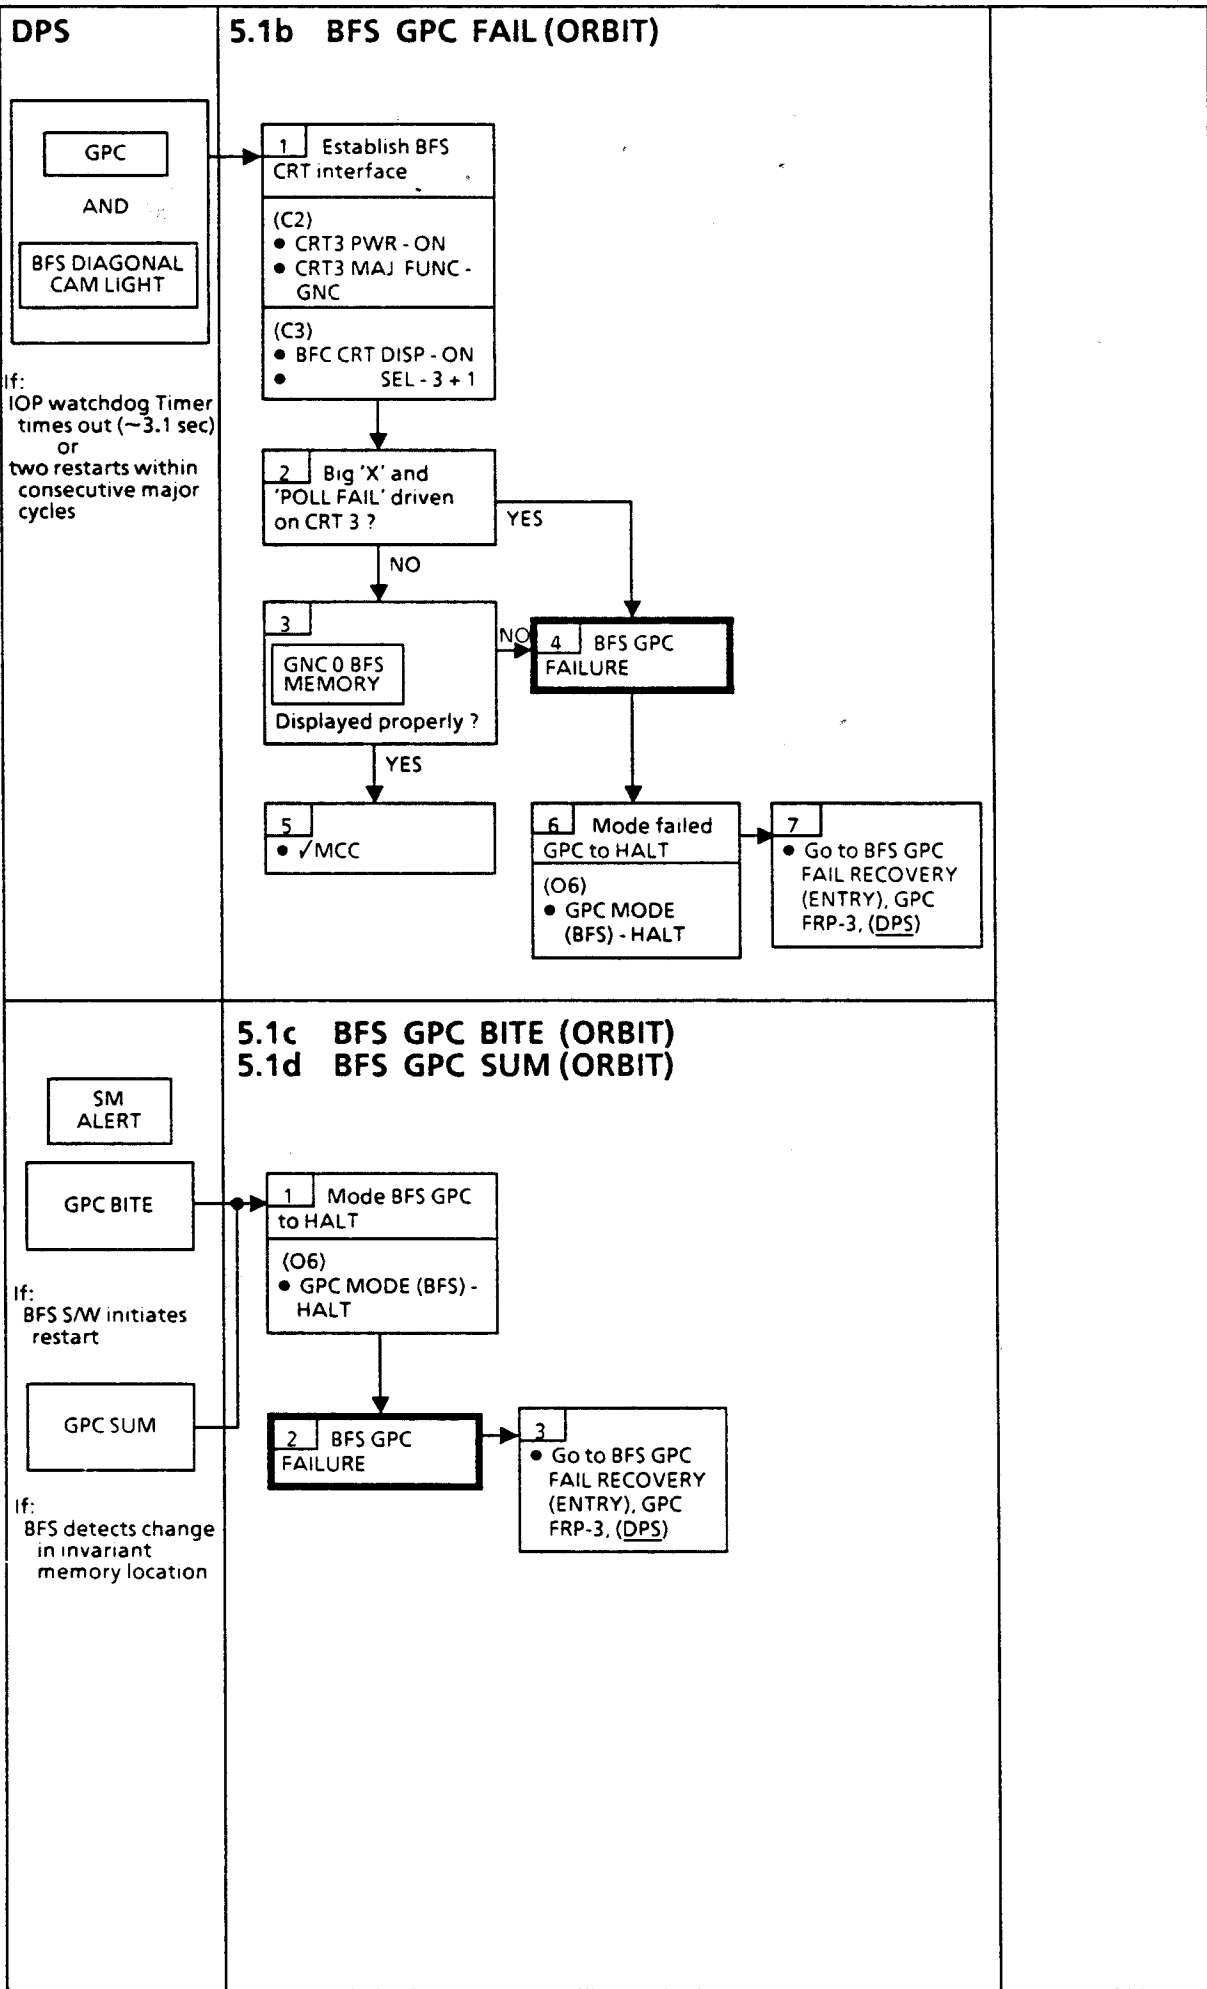 DPS
5.1b BFS GPC FAIL (ORBIT)
GPC
AND
BFS DIAGONAL
CAM LIGHT
If:
IOP watchdog Timer
times out (~3.1 sec)
or
two restarts within
consecutive major
cycles
1 Establish BFS
CRT interface
(C2)
● CRT3 PWR - ON
● CRT3 MAJ FUNC -
GNC
(C3)
● BFC CRT DISP - ON
● SEL - 3 + 1
2 Big 'X' and
'POLL FAIL' driven
on CRT 3 ?
YES
NO
3
GNC 0 BFS
MEMORY
Displayed properly ?
NO
4 BFS GPC
FAILURE
YES
5
● ✓MCC
6 Mode failed
GPC to HALT
(O6)
● GPC MODE
(BFS) - HALT
7
● Go to BFS GPC
FAIL RECOVERY
(ENTRY), GPC
FRP-3, (DPS)
5.1c BFS GPC BITE (ORBIT)
5.1d BFS GPC SUM (ORBIT)
SM
ALERT
GPC BITE
If:
BFS S/W initiates
restart
GPC SUM
If:
BFS detects change
in invariant
memory location
1 Mode BFS GPC
to HALT
(O6)
● GPC MODE (BFS) -
HALT
2 BFS GPC
FAILURE
3
● Go to BFS GPC
FAIL RECOVERY
(ENTRY), GPC
FRP-3, (DPS)